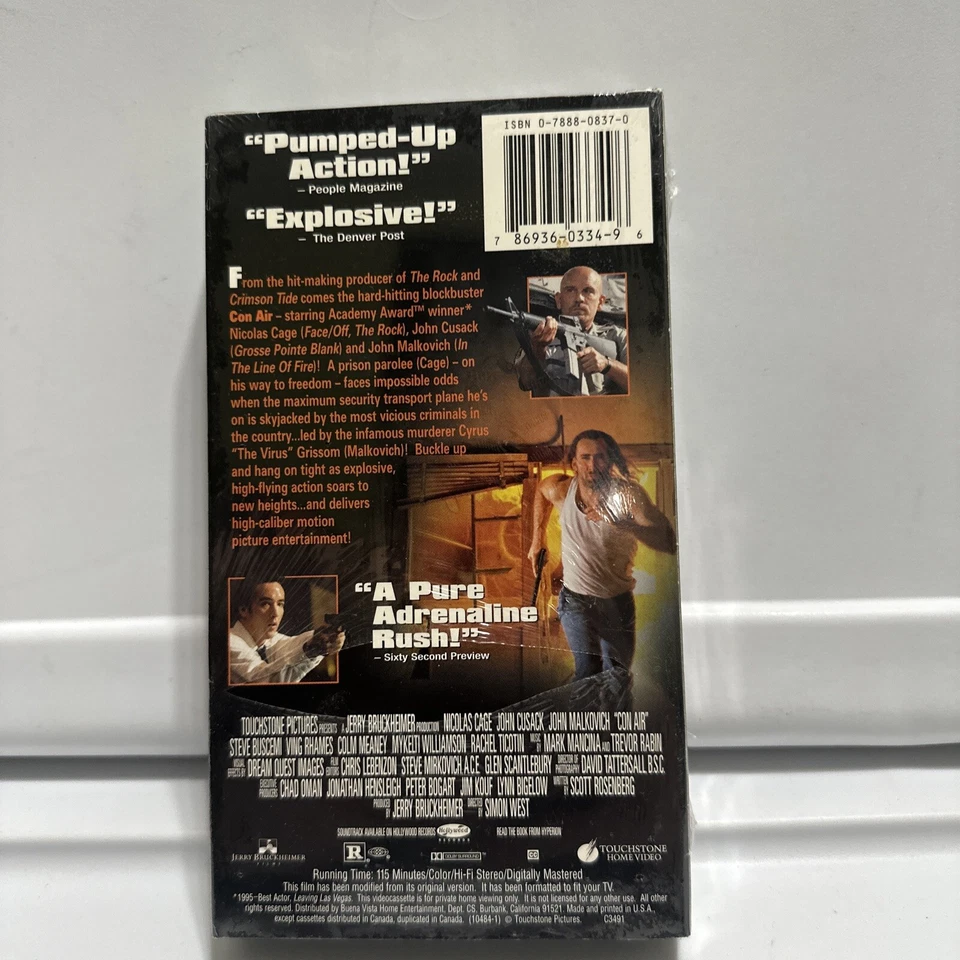 “Pumped-Up
Action!”
– People Magazine
“Explosive!”
– The Denver Post
ISBN 0-7888-0837-0
7 86936-0334-9 6
From the hit-making producer of The Rock and
Crimson Tide comes the hard-hitting blockbuster
Con Air – starring Academy Award™ winner*
Nicolas Cage (Face/Off, The Rock), John Cusack
(Grosse Pointe Blank) and John Malkovich (In
The Line Of Fire)! A prison parolee (Cage) – on
his way to freedom – faces impossible odds
when the maximum security transport plane he's
on is skyjacked by the most vicious criminals in
the country...led by the infamous murderer Cyrus
“The Virus” Grissom (Malkovich)! Buckle up
and hang on tight as explosive,
high-flying action soars to
new heights...and delivers
high-caliber motion
picture entertainment!
“A Pure
Adrenaline
Rush!”
– Sixty Second Preview
TOUCHSTONE PICTURES PRESENTS A JERRY BRUCKHEIMER PRODUCTION NICOLAS CAGE JOHN CUSACK JOHN MALKOVICH "CON AIR"
STEVE BUSCEMI VING RHAMES COLM MEANEY MYKELTI WILLIAMSON RACHEL TICOTIN MUSIC BY MARK MANCINA AND TREVOR RABIN
VISUAL EFFECTS BY DREAM QUEST IMAGES FILM EDITORS CHRIS LEBENZON STEVE MIRKOVICH A.C.E. GLEN SCANTLEBURY DIRECTOR OF PHOTOGRAPHY DAVID TATTERSALL B.S.C.
EXECUTIVE PRODUCERS CHAD OMAN JONATHAN HENSLEIGH PETER BOGART JIM KOUF LYNN BIGELOW WRITTEN BY SCOTT ROSENBERG
PRODUCED BY JERRY BRUCKHEIMER DIRECTED BY SIMON WEST
SOUNDTRACK AVAILABLE ON HOLLYWOOD RECORDS Hollywood RECORDS READ THE BOOK FROM HYPERION
JERRY BRUCKHEIMER FILMS
R
DOLBY SURROUND
CC
TOUCHSTONE
HOME VIDEO
Running Time: 115 Minutes/Color/Hi-Fi Stereo/Digitally Mastered
This film has been modified from its original version. It has been formatted to fit your TV.
*1995–Best Actor, Leaving Las Vegas. This videocassette is for private home viewing only. It is not licensed for any other use. All other
rights reserved. Distributed by Buena Vista Home Entertainment, Dept. CS, Burbank, California 91521. Made and printed in U.S.A.,
except cassettes distributed in Canada, duplicated in Canada. (10484-1) © Touchstone Pictures. C3491